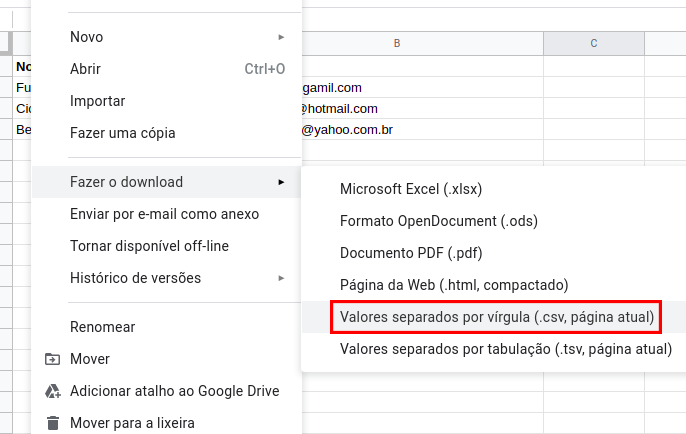 Novo
Abrir Ctrl+O
Importar
Fazer uma cópia
Fazer o download
Enviar por e-mail como anexo
Tornar disponível off-line
Histórico de versões
Renomear
Mover
Adicionar atalho ao Google Drive
Mover para a lixeira
Microsoft Excel (.xlsx)
Formato OpenDocument (.ods)
Documento PDF (.pdf)
Página da Web (.html, compactado)
Valores separados por vírgula (.csv, página atual)
Valores separados por tabulação (.tsv, página atual)
B C
No
Fu gamil.com
Cic @hotmail.com
Be @yahoo.com.br